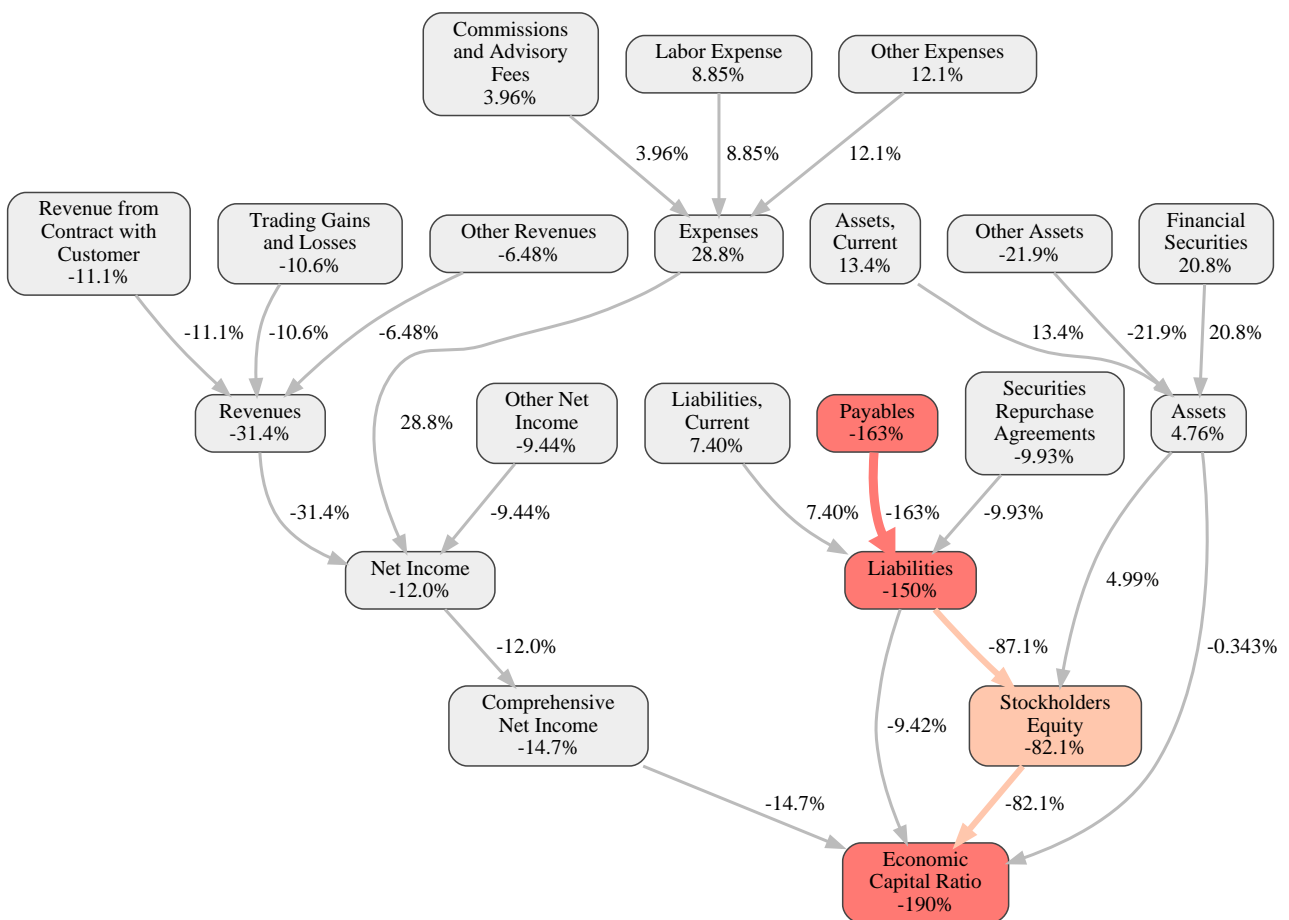 Commissions
and Advisory
Fees
3.96%
Labor Expense
8.85%
Other Expenses
12.1%
3.96%
8.85%
12.1%
Revenue from
Contract with
Customer
-11.1%
Trading Gains
and Losses
-10.6%
Other Revenues
-6.48%
Expenses
28.8%
Assets,
Current
13.4%
Other Assets
-21.9%
Financial
Securities
20.8%
-11.1%
-10.6%
-6.48%
13.4%
-21.9%
20.8%
Revenues
-31.4%
28.8%
Other Net
Income
-9.44%
Liabilities,
Current
7.40%
Payables
-163%
Securities
Repurchase
Agreements
-9.93%
Assets
4.76%
-31.4%
-9.44%
7.40%
-163%
-9.93%
Net Income
-12.0%
Liabilities
-150%
4.99%
-12.0%
-87.1%
-0.343%
Comprehensive
Net Income
-14.7%
-9.42%
Stockholders
Equity
-82.1%
-14.7%
-82.1%
Economic
Capital Ratio
-190%